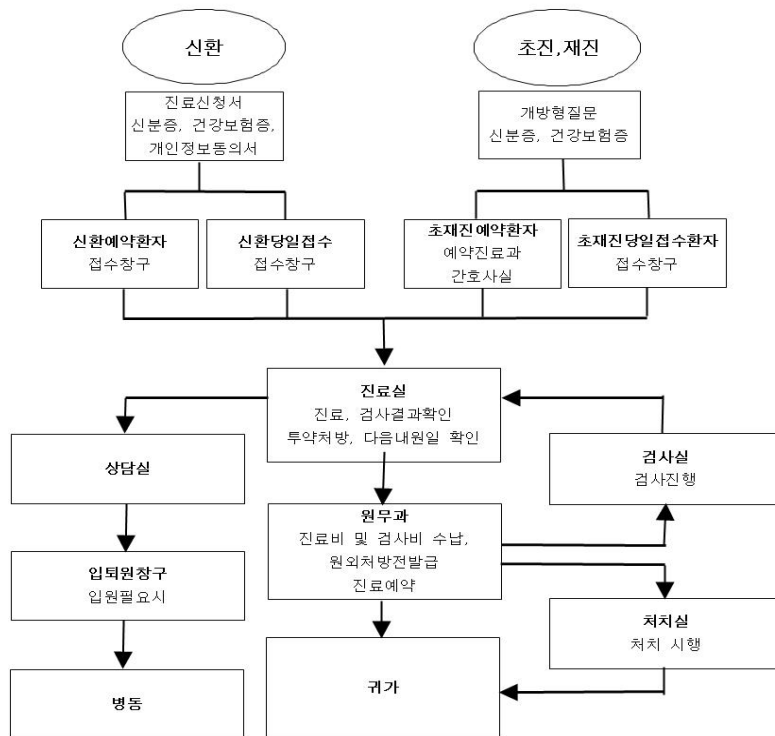 신환
초진,재진
진료신청서
신분증, 건강보험증,
개인정보동의서
개방형질문
신분증, 건강보험증
신환예약환자
접수창구
신환당일접수
접수창구
초재진예약환자
예약진료과
간호사실
초재진당일접수환자
접수창구
진료실
진료, 검사결과확인
투약처방, 다음내원일 확인
상담실
검사실
검사진행
원무과
진료비 및 검사비 수납,
원외처방전발급
진료예약
입퇴원창구
입원필요시
처치실
처치 시행
병동
귀가